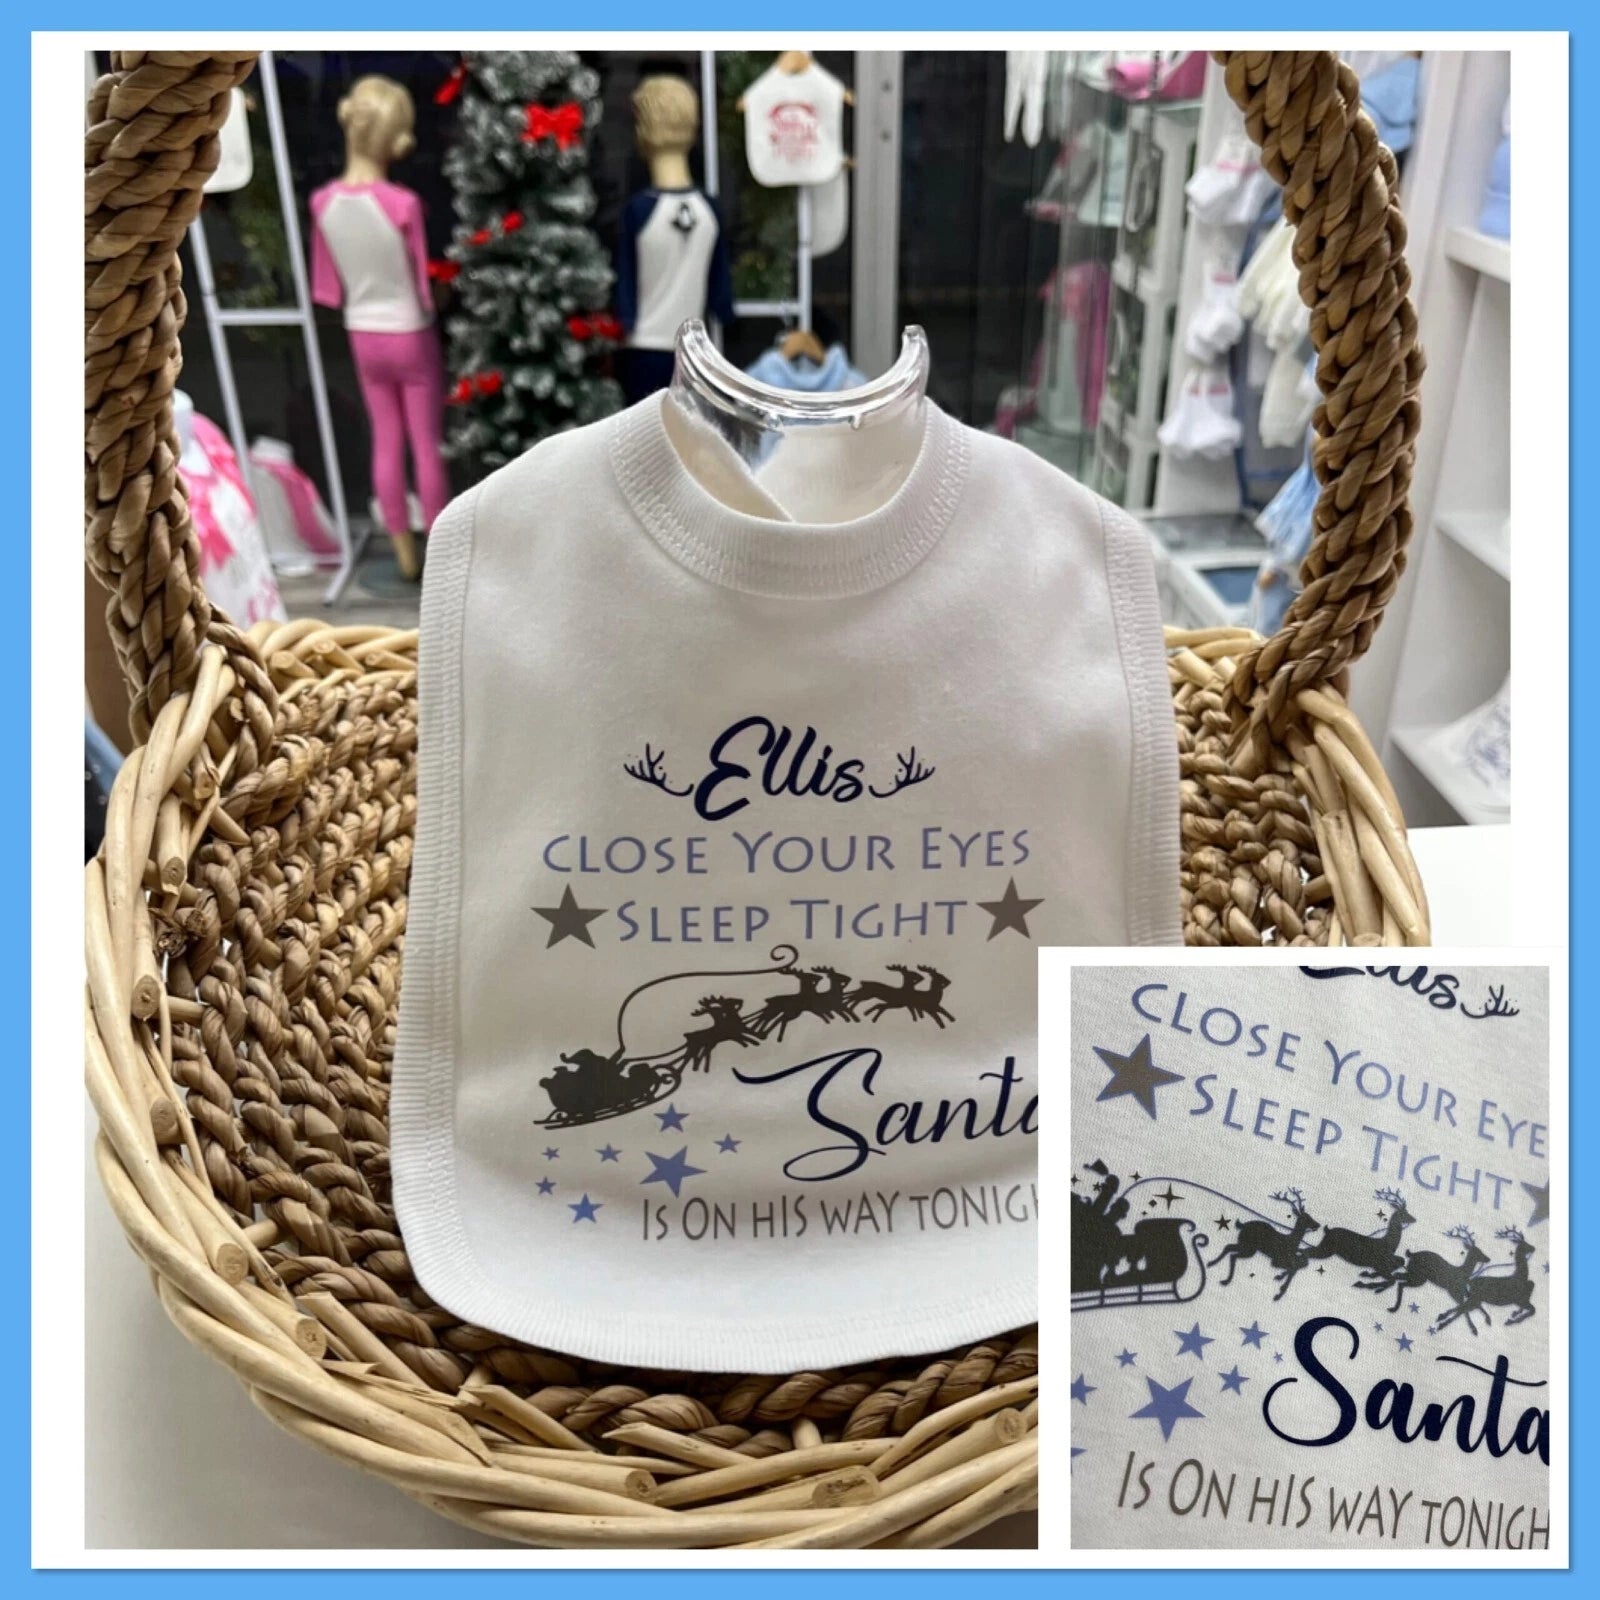 Ellis
CLOSE YOUR EYES
SLEEP TIGHT
Santa
IS ON HIS WAY TONIGH
Ellis
CLOSE YOUR EYE
SLEEP TIGHT
Santa
IS ON HIS WAY TONIGH